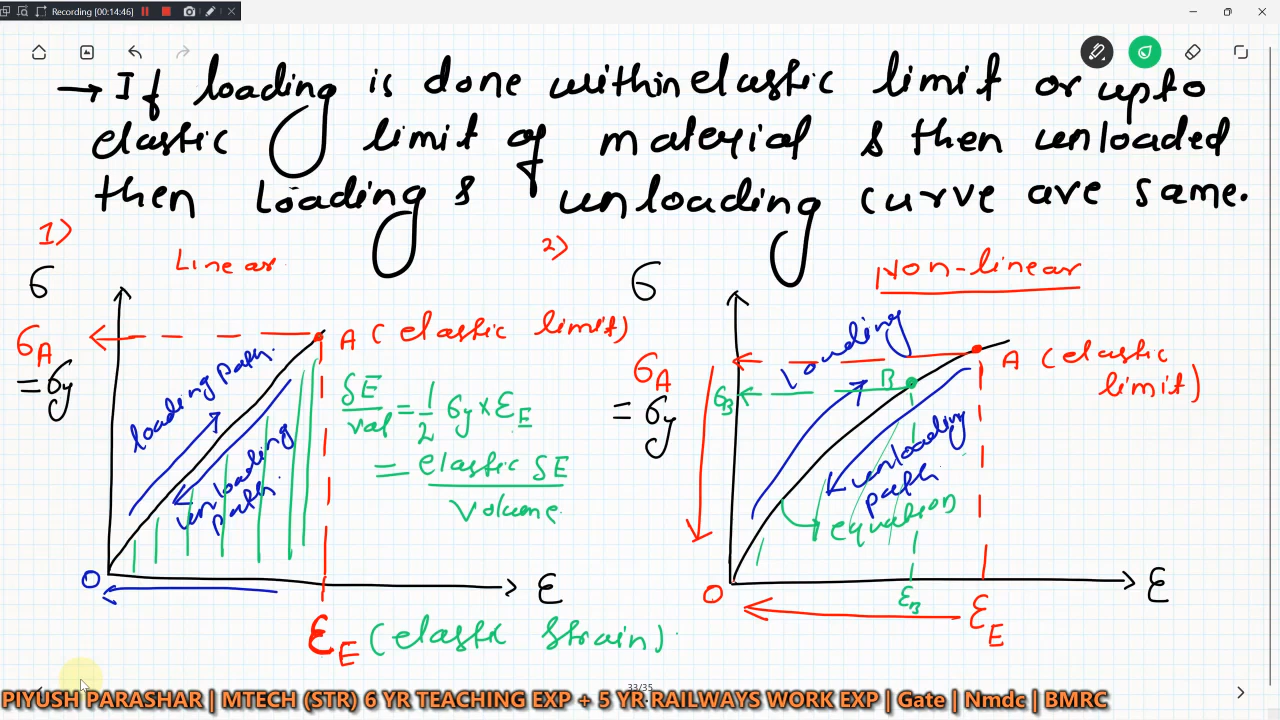 Recording [00:14:46]
→ If loading is done within elastic limit or upto
elastic limit of material & then unloaded
then Loading & unloading curve are same.
1)
Linear
σ
σA
= σy
A (elastic limit)
loading path.
unloading
path.
SE/vol = 1/2 σy × εE
= elastic SE / Volume
O
ε
εE (elastic strain)
2)
Non-linear
σ
σA
= σy
σB
loading
B
A (elastic
limit)
unloading
path
equation
O
εB
εE
ε
33/35
PIYUSH PARASHAR | MTECH (STR) 6 YR TEACHING EXP + 5 YR RAILWAYS WORK EXP | Gate | Nmdc | BMRC